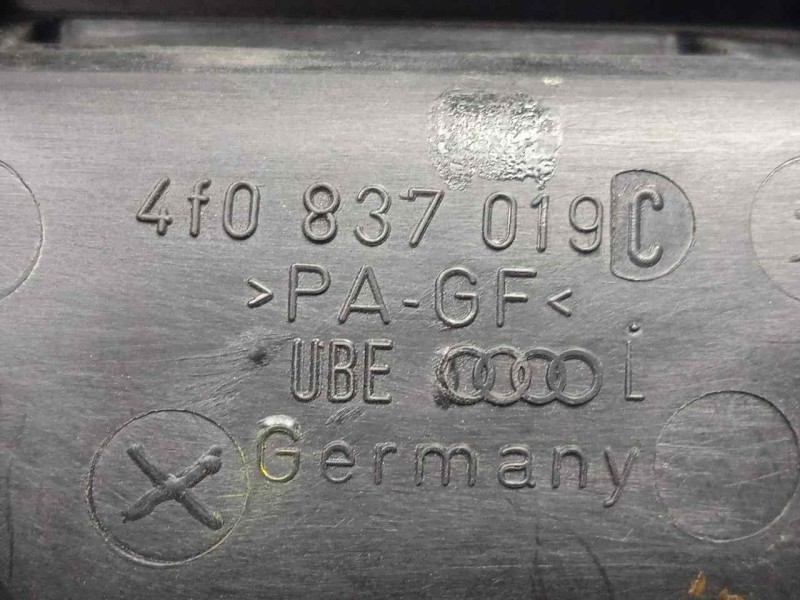 4f0 837 019 C
>PA-GF<
UBE i
Germany